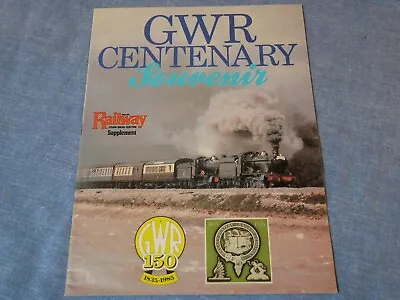 GWR
CENTENARY
Souvenir
Railway
Supplement
GWR
150
1835-1985